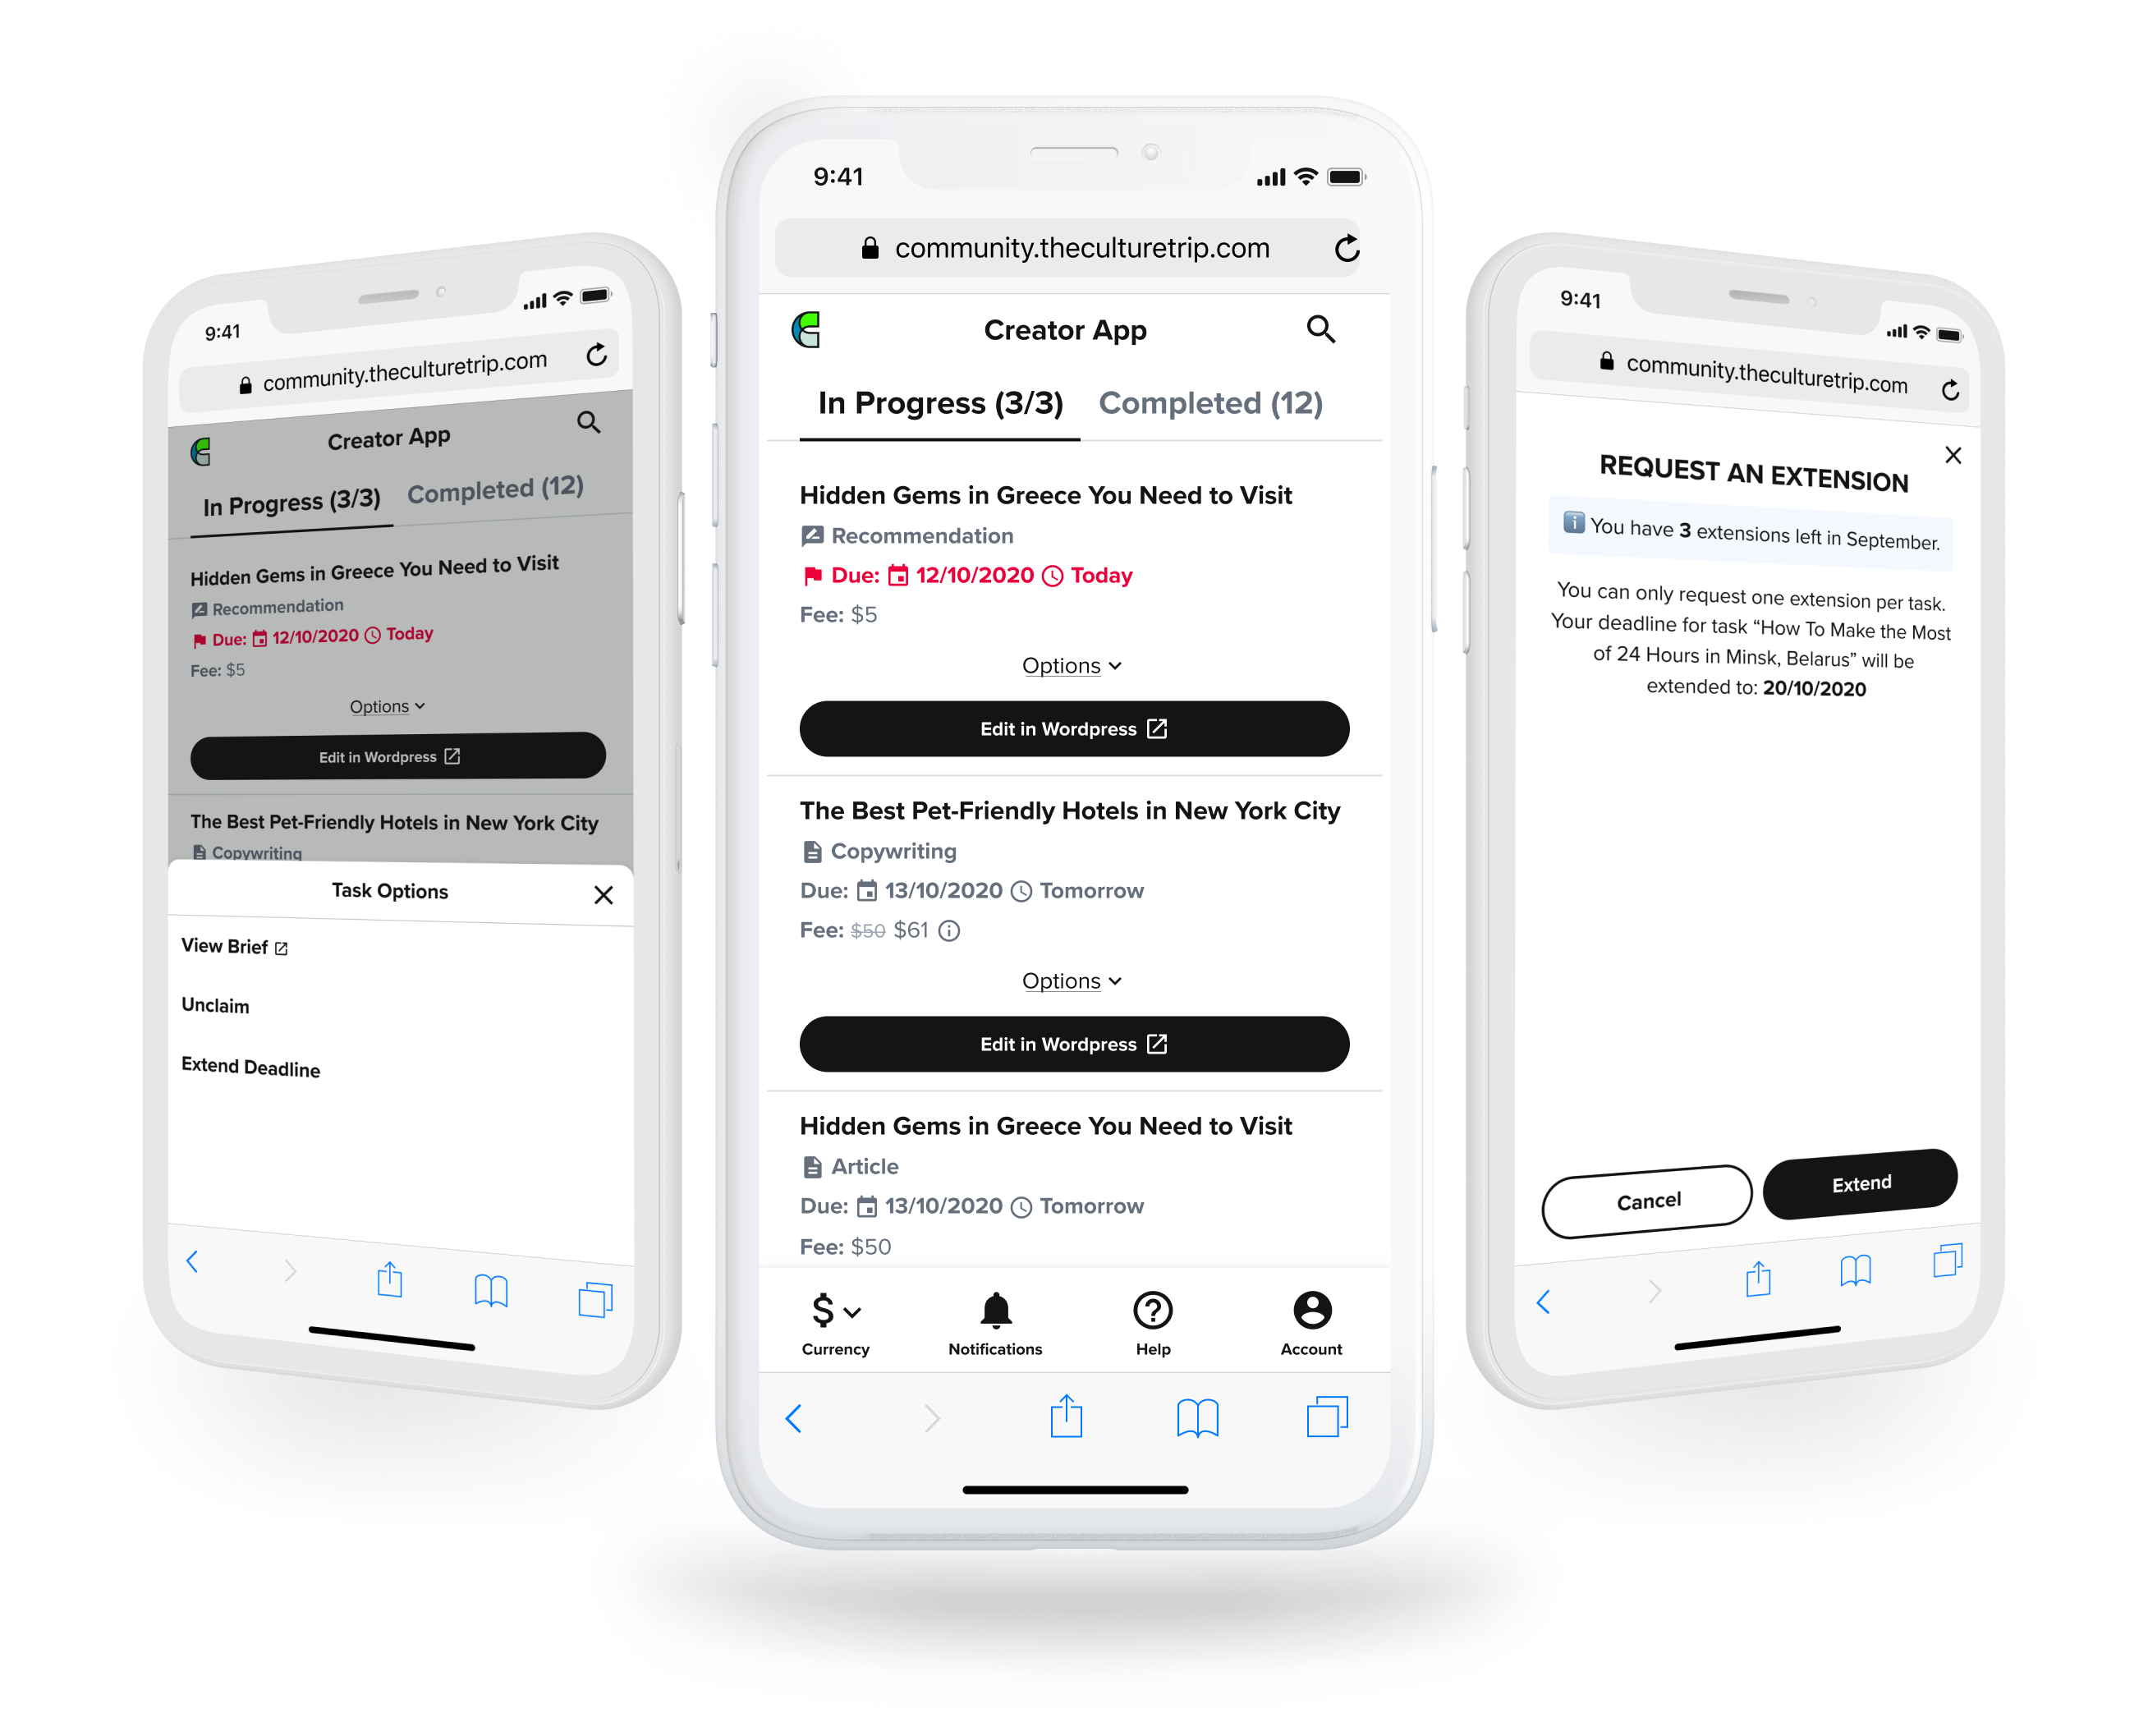 9:41
community.theculturetrip.com
Creator App
In Progress (3/3) Completed (12)
Hidden Gems in Greece You Need to Visit
Recommendation
Due: 12/10/2020 Today
Fee: $5
Options
Edit in Wordpress
The Best Pet-Friendly Hotels in New York City
Copywriting
Task Options
View Brief
Unclaim
Extend Deadline
9:41
community.theculturetrip.com
Creator App
In Progress (3/3) Completed (12)
Hidden Gems in Greece You Need to Visit
Recommendation
Due: 12/10/2020 Today
Fee: $5
Options
Edit in Wordpress
The Best Pet-Friendly Hotels in New York City
Copywriting
Due: 13/10/2020 Tomorrow
Fee: $50 $61
Options
Edit in Wordpress
Hidden Gems in Greece You Need to Visit
Article
Due: 13/10/2020 Tomorrow
Fee: $50
Currency Notifications Help Account
9:41
community.theculturetrip.com
REQUEST AN EXTENSION
You have 3 extensions left in September.
You can only request one extension per task.
Your deadline for task “How To Make the Most
of 24 Hours in Minsk, Belarus” will be
extended to: 20/10/2020
Cancel Extend